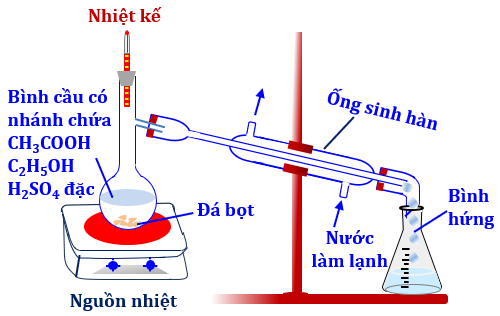 Nhiệt kế
Bình cầu có
nhánh chứa
CH₃COOH
C₂H₅OH
H₂SO₄ đặc
Ống sinh hàn
Đá bọt
Nước
làm lạnh
Bình
hứng
Nguồn nhiệt